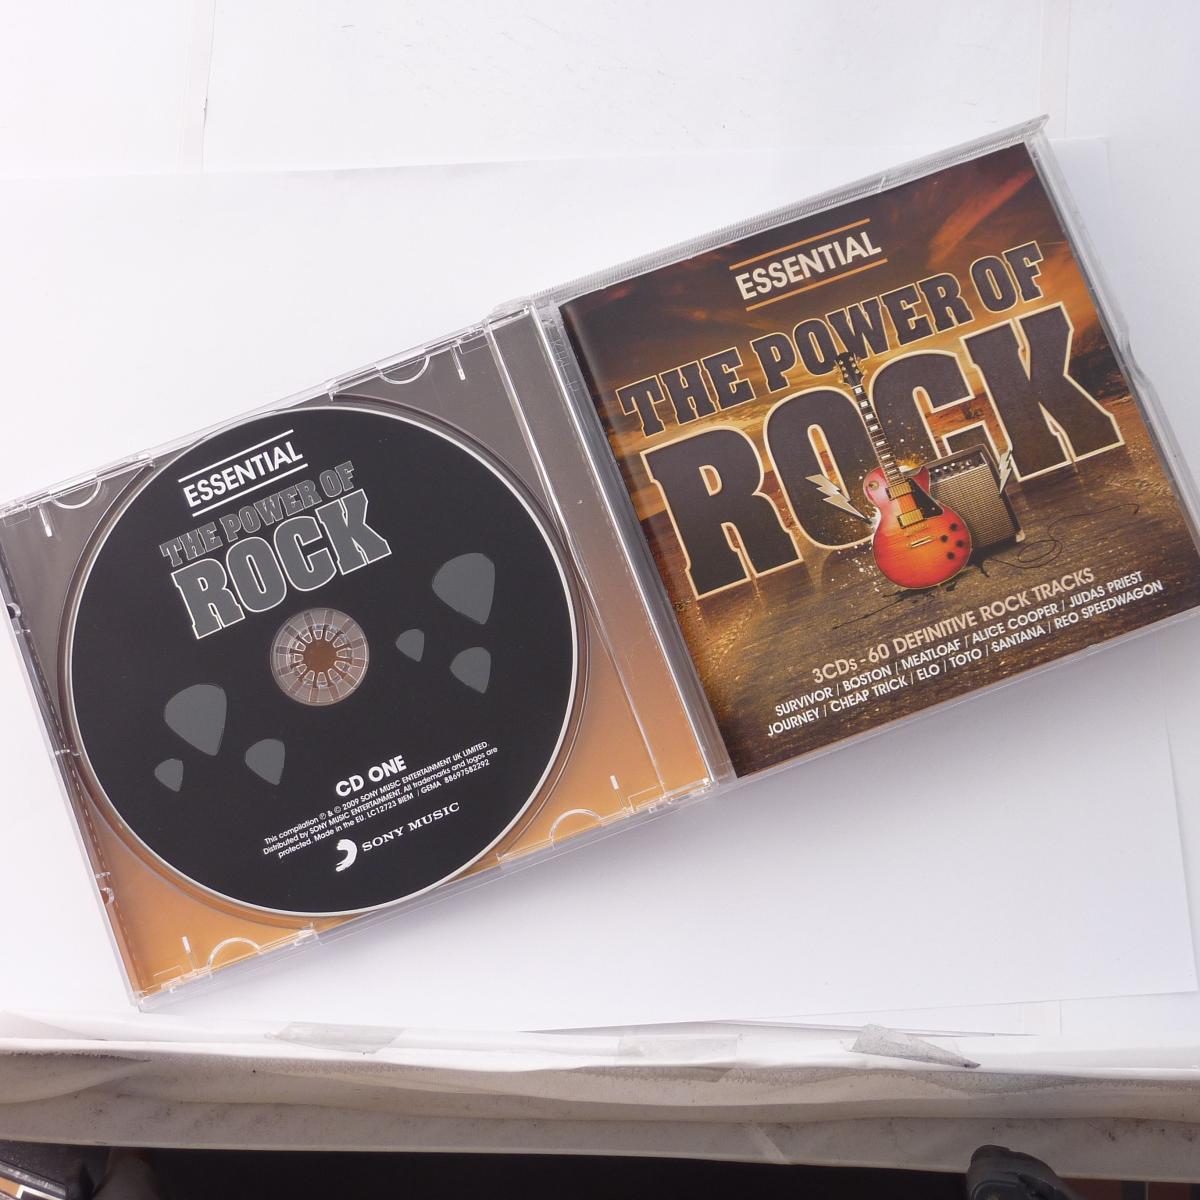 ESSENTIAL
THE POWER OF
ROCK
CD ONE
This compilation ℗ & © 2009 SONY MUSIC ENTERTAINMENT UK LIMITED.
Distributed by SONY MUSIC ENTERTAINMENT. All trademarks and logos are
protected. Made in the EU. LC12723 BIEM / GEMA 88697582292
SONY MUSIC
ESSENTIAL
THE POWER OF
ROCK
3CDs - 60 DEFINITIVE ROCK TRACKS
SURVIVOR / BOSTON / MEATLOAF / ALICE COOPER / JUDAS PRIEST
JOURNEY / CHEAP TRICK / ELO / TOTO / SANTANA / REO SPEEDWAGON